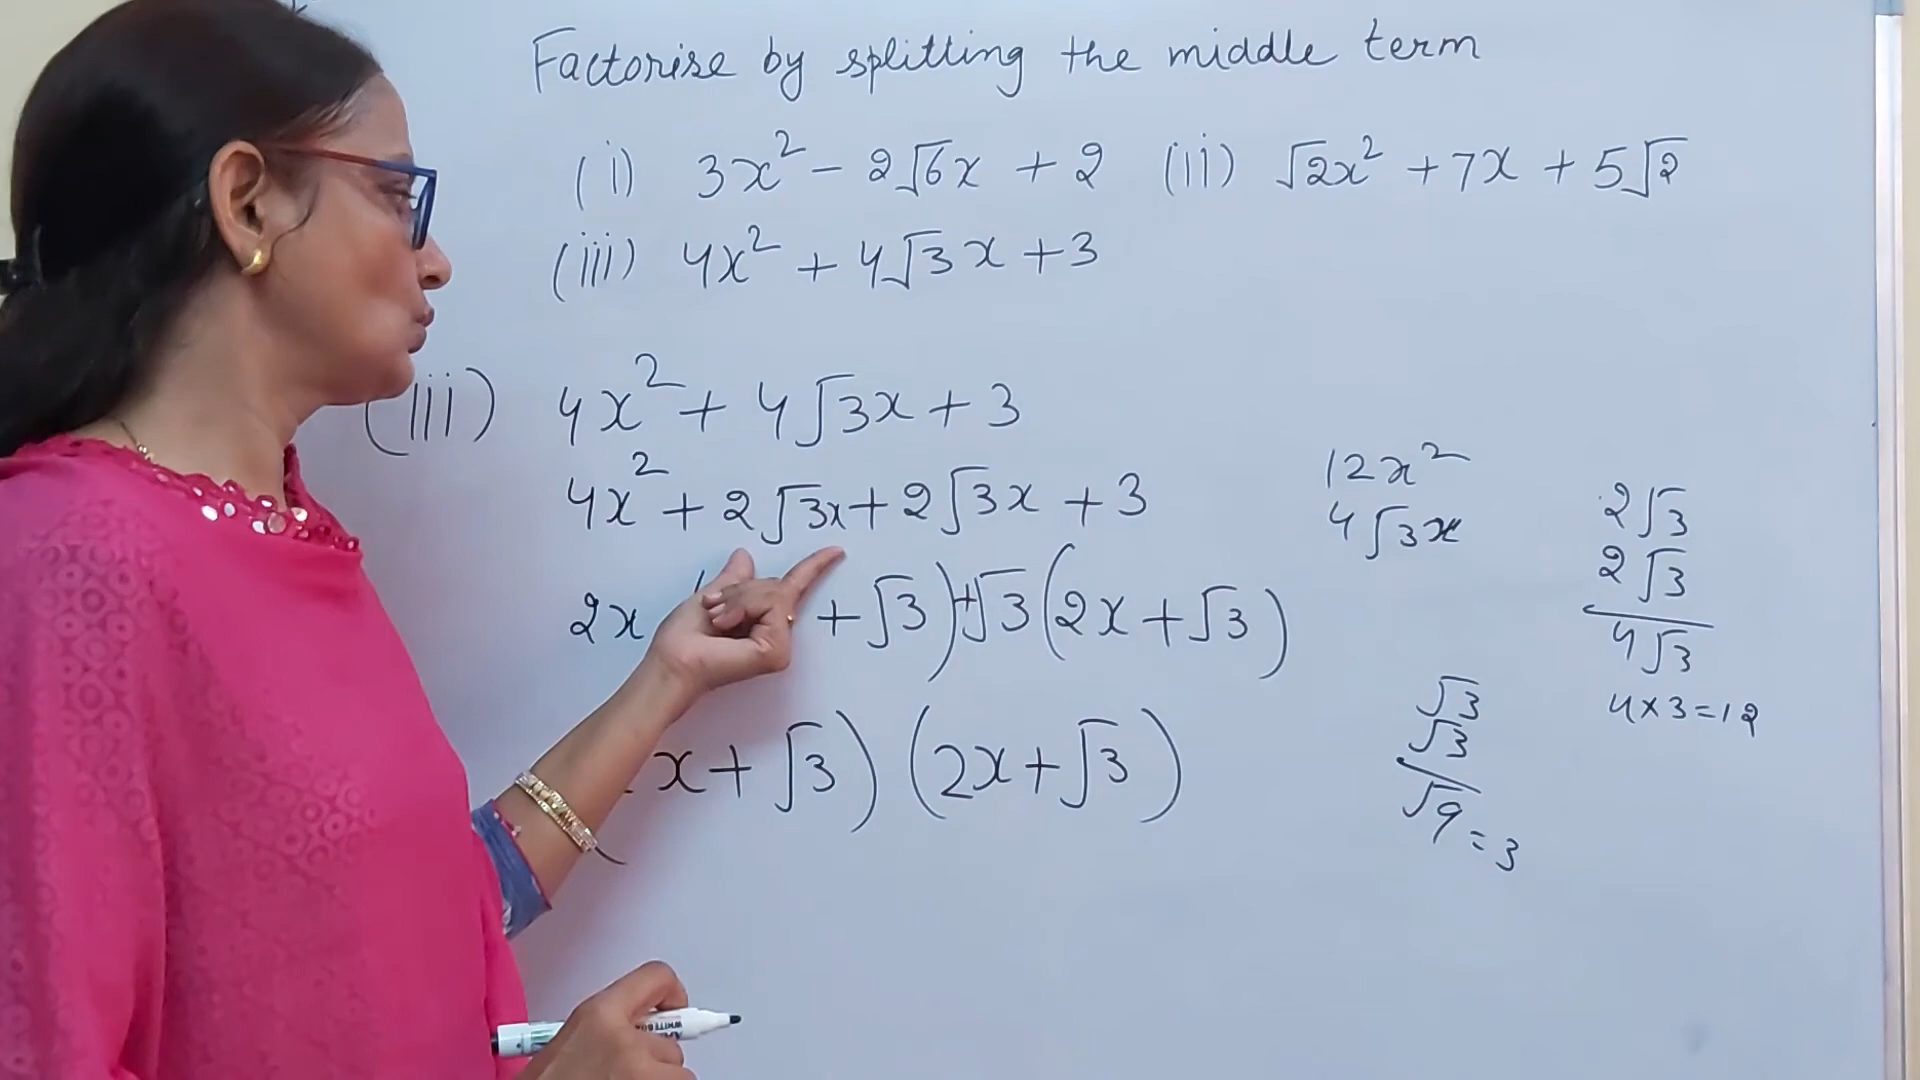 Factorise by splitting the middle term
(i) 3x² - 2√6x + 2 (ii) √2x² + 7x + 5√2
(iii) 4x² + 4√3x + 3
(iii) 4x² + 4√3x + 3
4x² + 2√3x + 2√3x + 3
2x + √3) + √3(2x + √3)
x + √3) (2x + √3)
12x²
4√3x
2√3
2√3
4√3
4 × 3 = 12
√3
√3
√9 = 3
WHITEBO